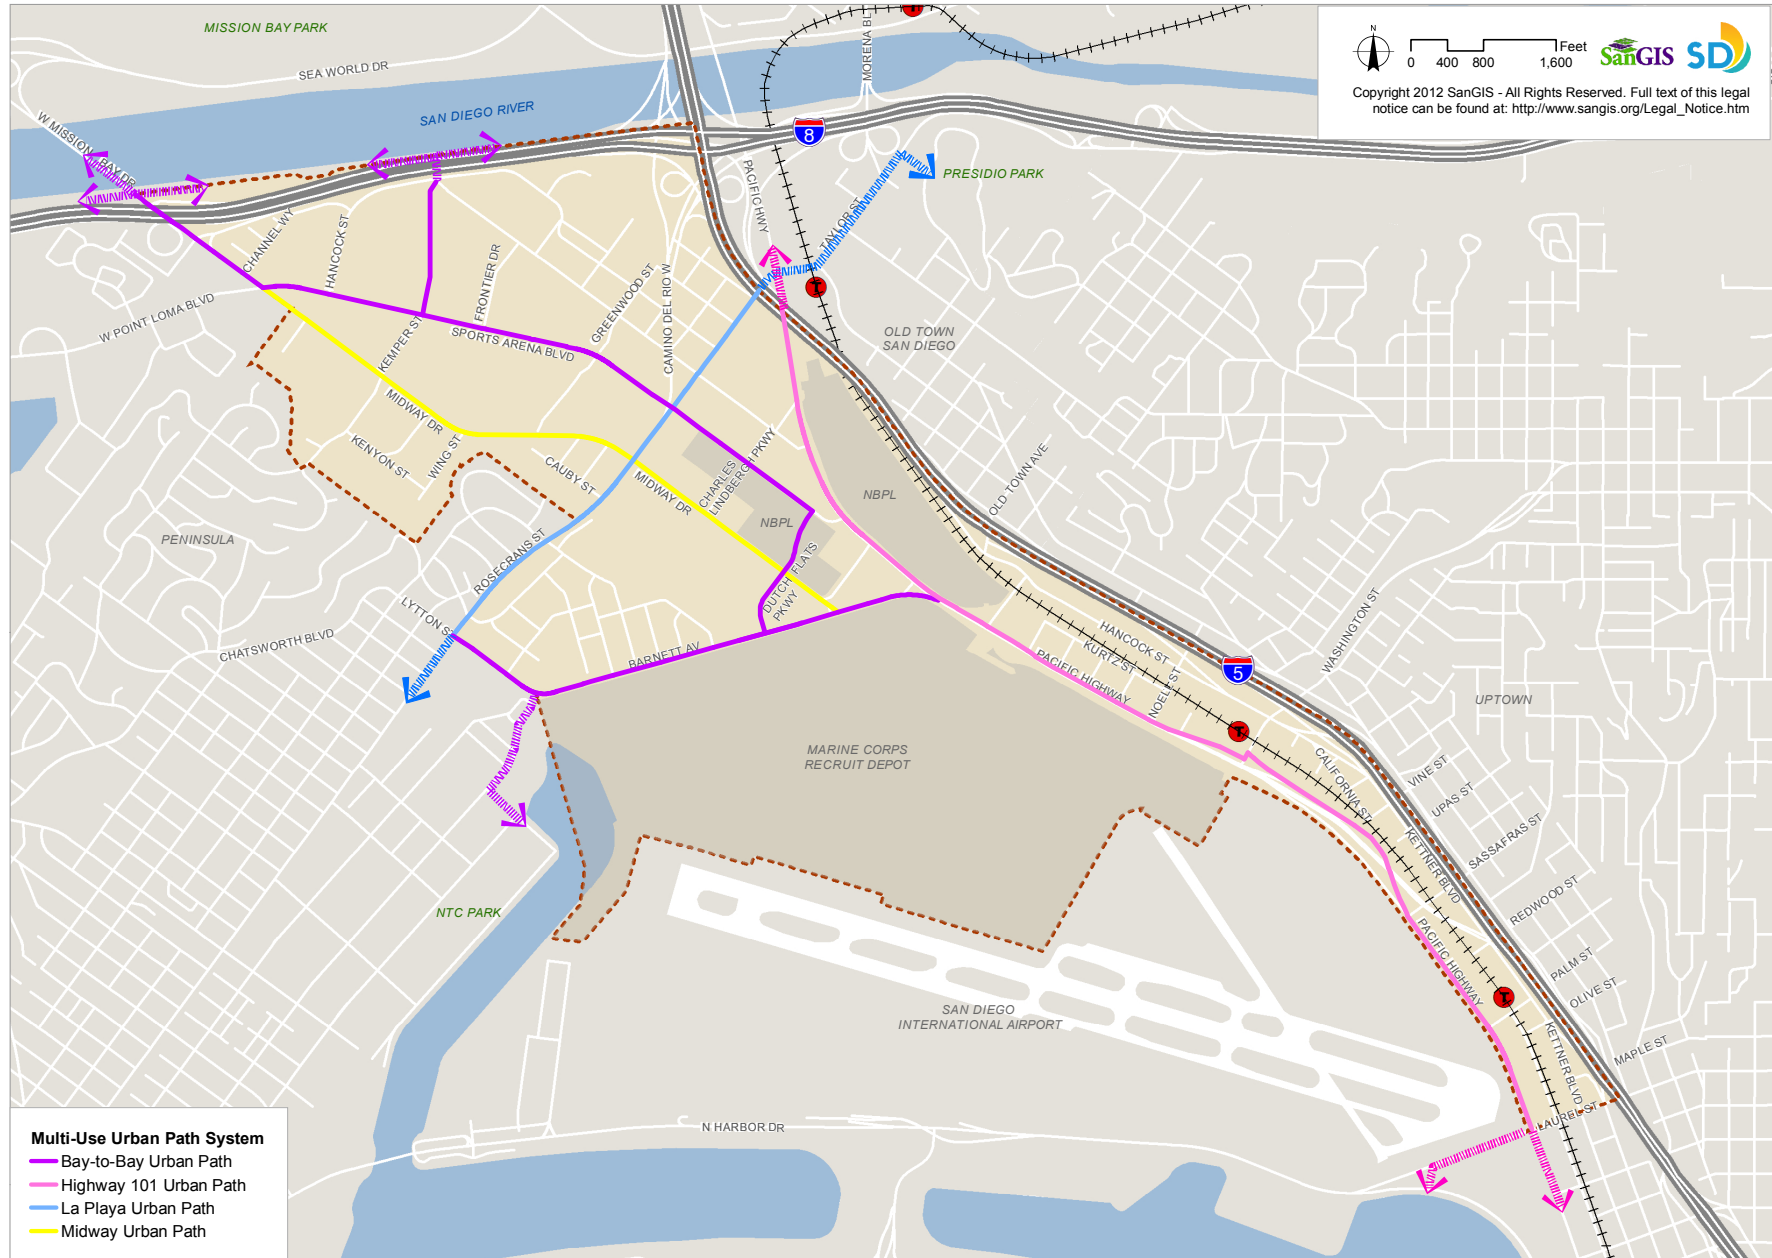 MISSION BAY PARK
SEA WORLD DR
SAN DIEGO RIVER
W MISSION BAY DR
MORENA BL
N
0 400 800 1,600
Feet
SanGIS
SD
Copyright 2012 SanGIS - All Rights Reserved. Full text of this legal
notice can be found at: http://www.sangis.org/Legal_Notice.htm
8
PACIFIC HWY
PRESIDIO PARK
TAYLOR ST
CHANNEL WY
HANCOCK ST
FRONTIER DR
GREENWOOD ST
CAMINO DEL RIO W
W POINT LOMA BLVD
KEMPER ST
SPORTS ARENA BLVD
T
OLD TOWN
SAN DIEGO
MIDWAY DR
KENYON ST
WING ST
CAUBY ST
MIDWAY DR
CHARLES
LINDBERGH PKWY
NBPL
NBPL
OLD TOWN AVE
PENINSULA
ROSECRANS ST
DUTCH FLATS
PKWY
LYTTON ST
CHATSWORTH BLVD
BARNETT AV
HANCOCK ST
KURTZ ST
PACIFIC HIGHWAY
NOELL ST
WASHINGTON ST
5
UPTOWN
T
MARINE CORPS
RECRUIT DEPOT
CALIFORNIA ST
VINE ST
UPAS ST
SASSAFRAS ST
KETTNER BLVD
REDWOOD ST
NTC PARK
PACIFIC HIGHWAY
PALM ST
OLIVE ST
T
SAN DIEGO
INTERNATIONAL AIRPORT
KETTNER BLVD
MAPLE ST
LAUREL ST
N HARBOR DR
Multi-Use Urban Path System
Bay-to-Bay Urban Path
Highway 101 Urban Path
La Playa Urban Path
Midway Urban Path